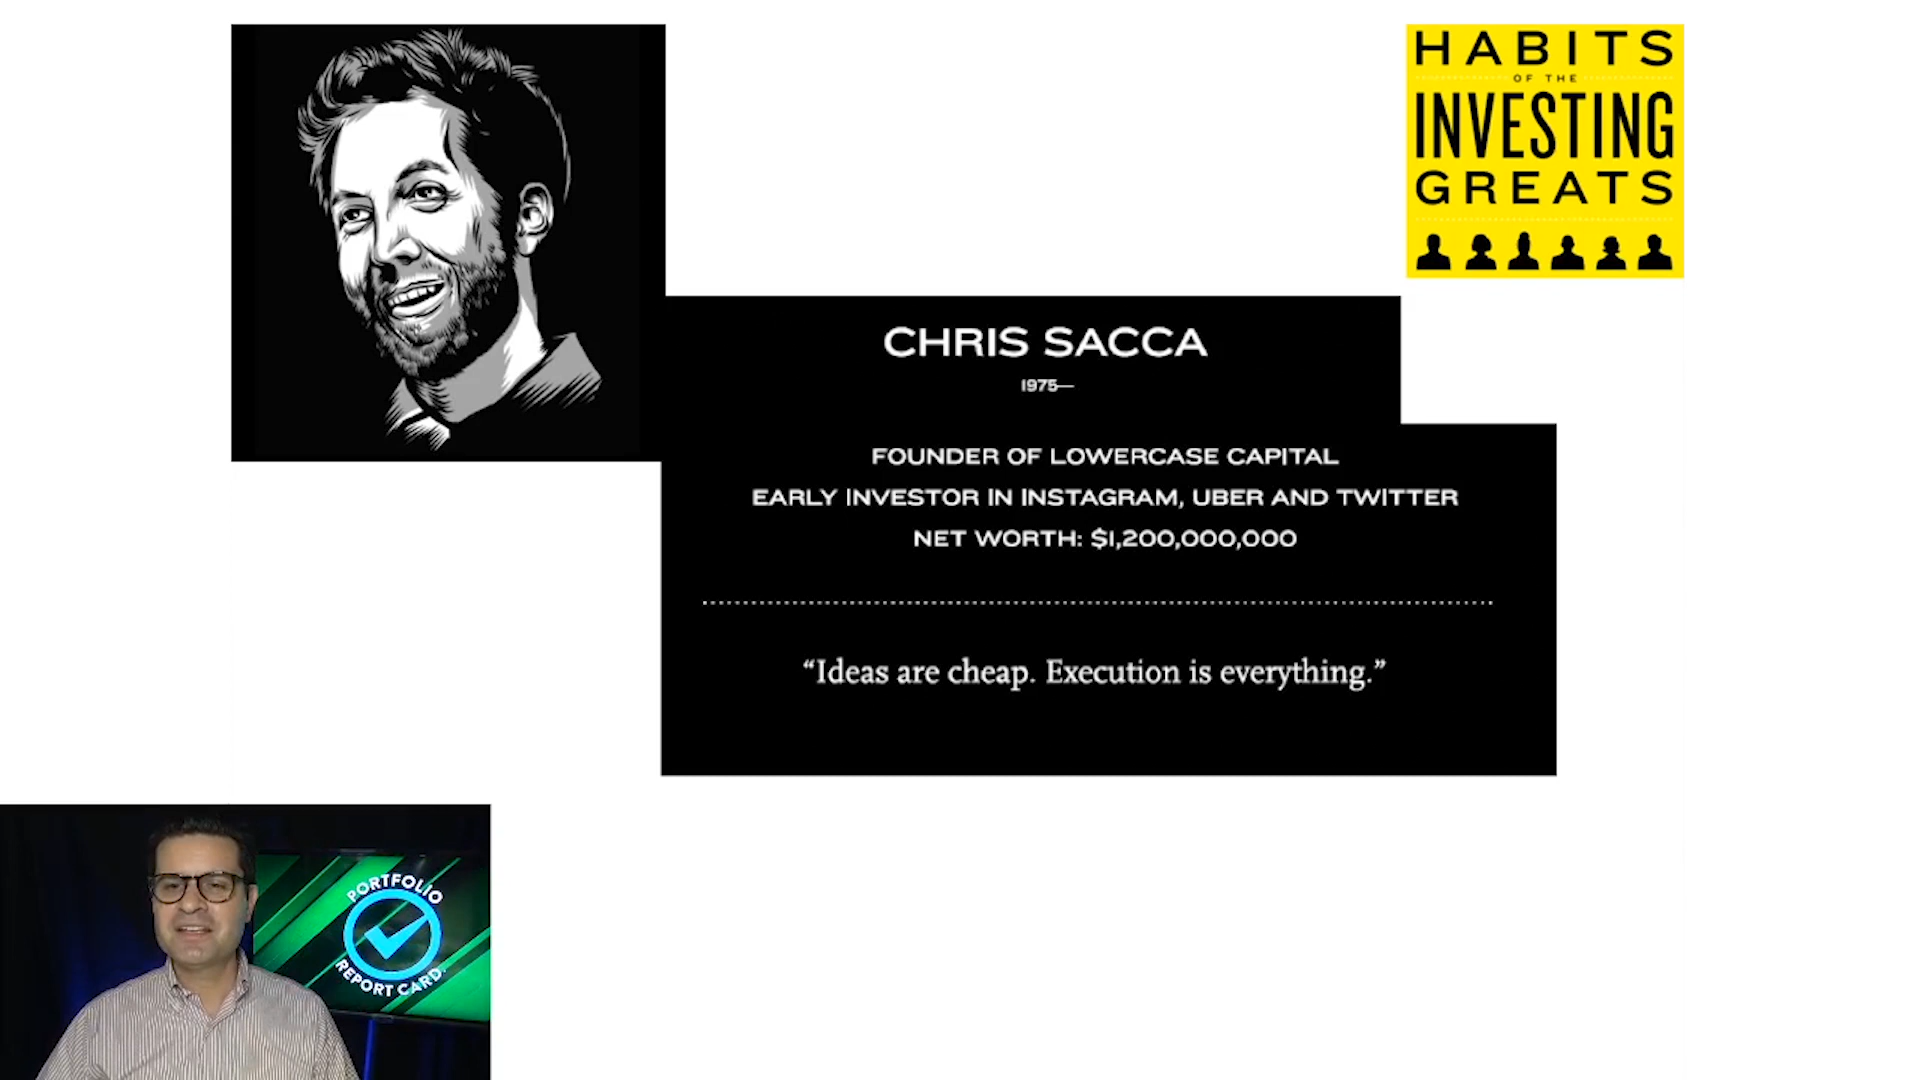 HABITS
OF THE
INVESTING
GREATS
CHRIS SACCA
1975—
FOUNDER OF LOWERCASE CAPITAL
EARLY INVESTOR IN INSTAGRAM, UBER AND TWITTER
NET WORTH: $1,200,000,000
“Ideas are cheap. Execution is everything.”
PORTFOLIO
REPORT CARD